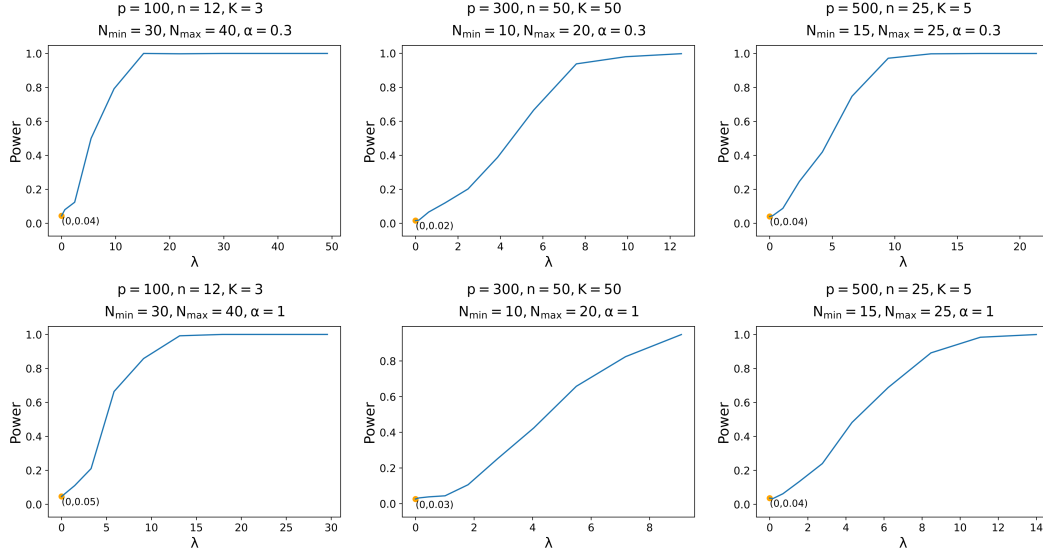 p = 100, n = 12, K = 3
N_min = 30, N_max = 40, α = 0.3
1.0
0.8
0.6
0.4
0.2
0.0
Power
(0,0.04)
0 10 20 30 40 50
λ
p = 300, n = 50, K = 50
N_min = 10, N_max = 20, α = 0.3
1.0
0.8
0.6
0.4
0.2
0.0
Power
(0,0.02)
0 2 4 6 8 10 12
λ
p = 500, n = 25, K = 5
N_min = 15, N_max = 25, α = 0.3
1.0
0.8
0.6
0.4
0.2
0.0
Power
(0,0.04)
0 5 10 15 20
λ
p = 100, n = 12, K = 3
N_min = 30, N_max = 40, α = 1
1.0
0.8
0.6
0.4
0.2
0.0
Power
(0,0.05)
0 5 10 15 20 25 30
λ
p = 300, n = 50, K = 50
N_min = 10, N_max = 20, α = 1
0.8
0.6
0.4
0.2
0.0
Power
(0,0.03)
0 2 4 6 8
λ
p = 500, n = 25, K = 5
N_min = 15, N_max = 25, α = 1
1.0
0.8
0.6
0.4
0.2
0.0
Power
(0,0.04)
0 2 4 6 8 10 12 14
λ